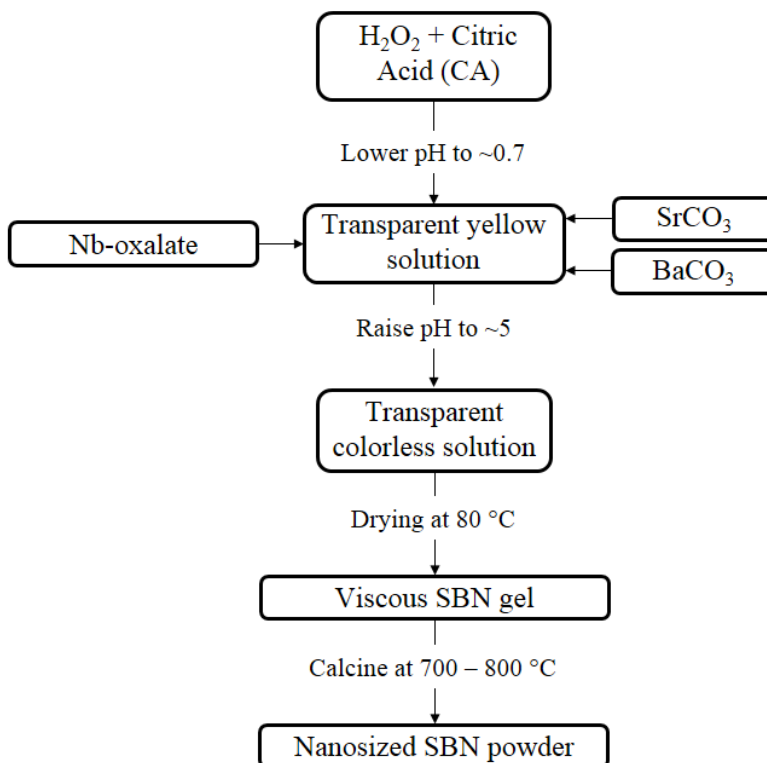 H₂O₂ + Citric
Acid (CA)
Lower pH to ~0.7
Nb-oxalate
Transparent yellow
solution
SrCO₃
BaCO₃
Raise pH to ~5
Transparent
colorless solution
Drying at 80 °C
Viscous SBN gel
Calcine at 700 – 800 °C
Nanosized SBN powder